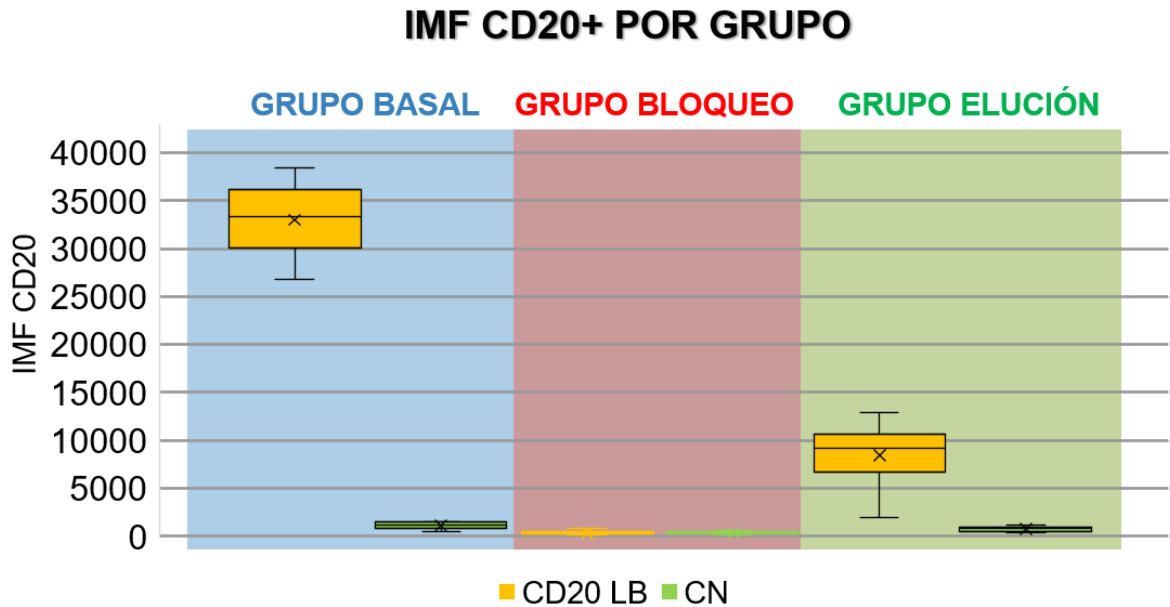 IMF CD20+ POR GRUPO
GRUPO BASAL GRUPO BLOQUEO GRUPO ELUCIÓN
IMF CD20
40000
35000
30000
25000
20000
15000
10000
5000
0
CD20 LB CN